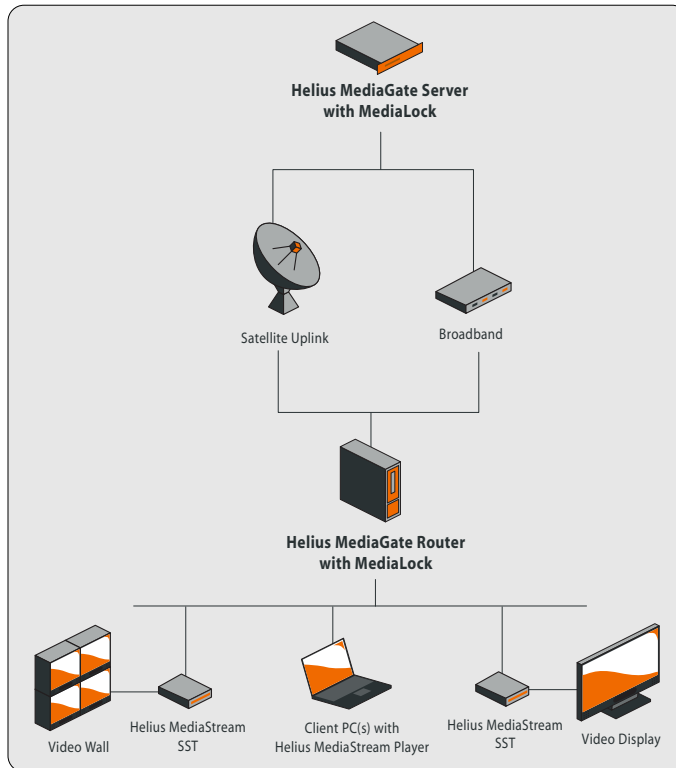 Helius MediaGate Server
with MediaLock
Satellite Uplink
Broadband
Helius MediaGate Router
with MediaLock
Video Wall
Helius MediaStream
SST
Client PC(s) with
Helius MediaStream Player
Helius MediaStream
SST
Video Display